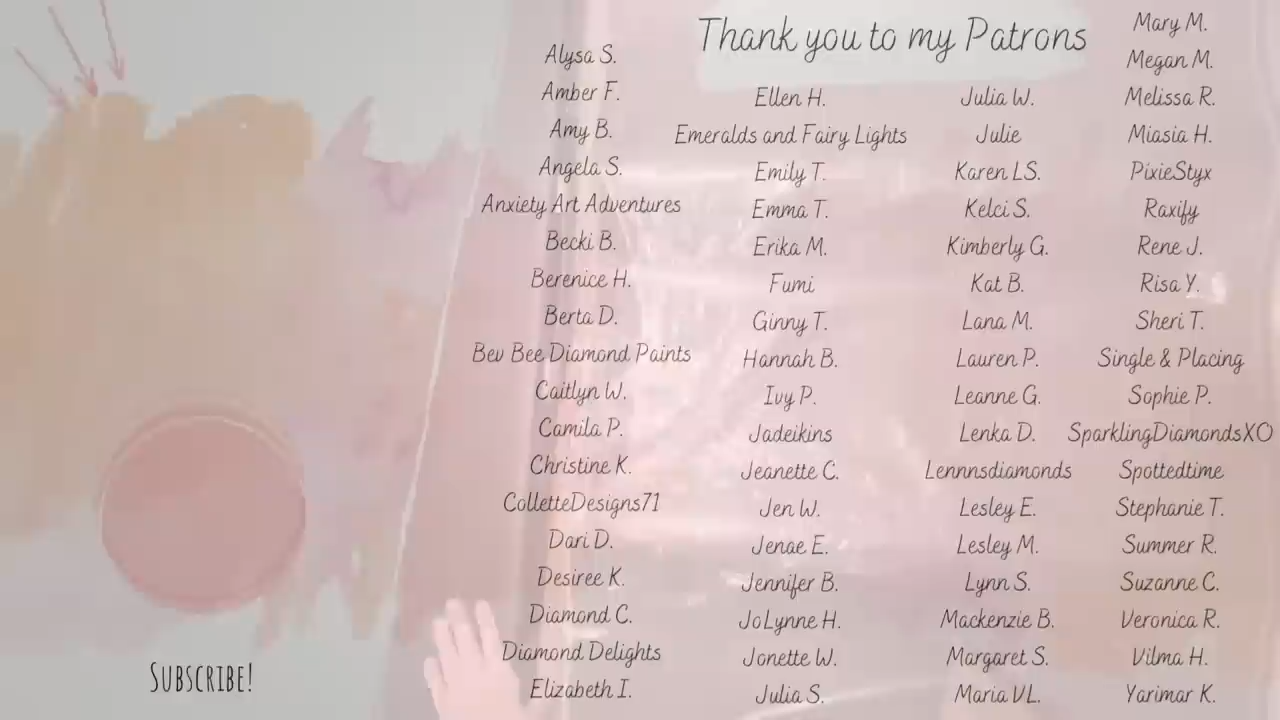 Thank you to my Patrons
Alysa S.
Amber F.
Amy B.
Angela S.
Anxiety Art Adventures
Becki B.
Berenice H.
Berta D.
Bev Bee Diamond Paints
Caitlyn W.
Camila P.
Christine K.
ColletteDesigns71
Dari D.
Desiree K.
Diamond C.
Diamond Delights
Elizabeth I.
Ellen H.
Emeralds and Fairy Lights
Emily T.
Emma T.
Erika M.
Fumi
Ginny T.
Hannah B.
Ivy P.
Jadeikins
Jeanette C.
Jen W.
Jenae E.
Jennifer B.
JoLynne H.
Jonette W.
Julia S.
Julia W.
Julie
Karen LS.
Kelci S.
Kimberly G.
Kat B.
Lana M.
Lauren P.
Leanne G.
Lenka D.
Lennnsdiamonds
Lesley E.
Lesley M.
Lynn S.
Mackenzie B.
Margaret S.
Maria VL.
Mary M.
Megan M.
Melissa R.
Miasia H.
PixieStyx
Raxify
Rene J.
Risa Y.
Sheri T.
Single & Placing
Sophie P.
SparklingDiamondsXO
Spottedtime
Stephanie T.
Summer R.
Suzanne C.
Veronica R.
Vilma H.
Yarimar K.
Subscribe!